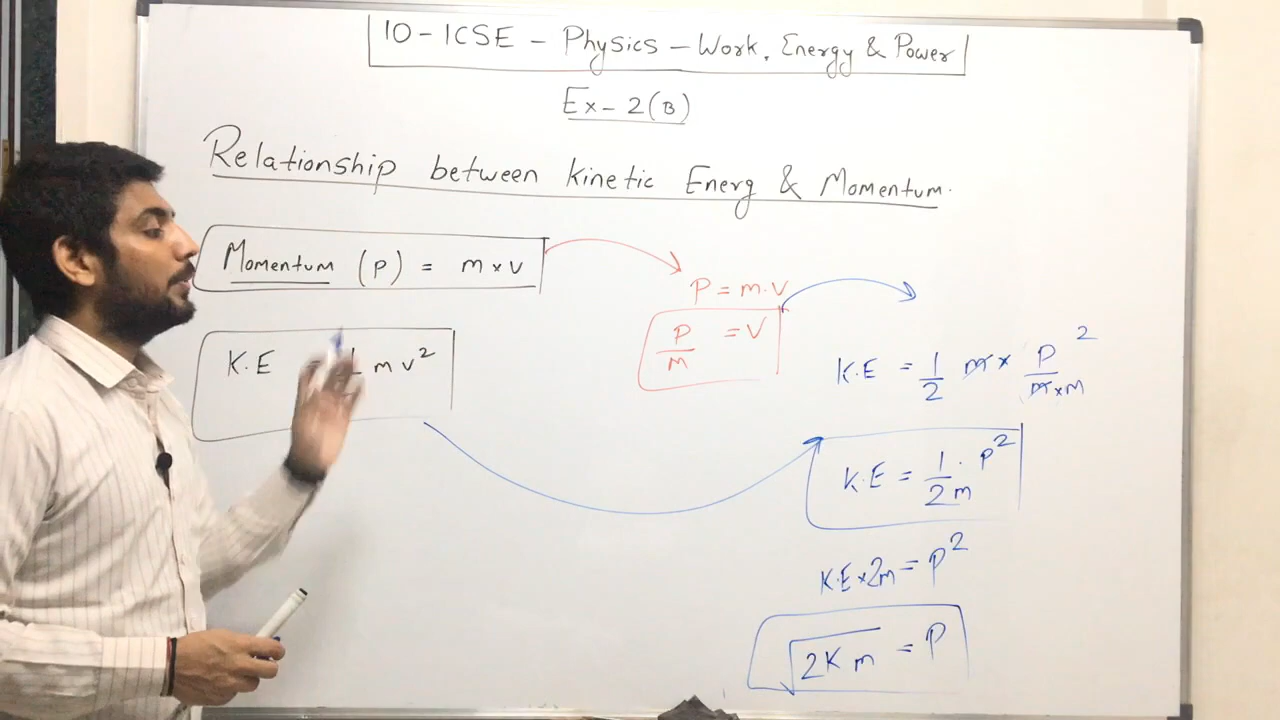 10 - ICSE - Physics - Work, Energy & Power
Ex - 2(B)
Relationship between kinetic Energ & Momentum.
Momentum (P) = m x v
K.E = m v²
P = m.v
P/m = V
K.E = 1/2 m x P²/m x m
K.E = 1/2m . P²
K.E x 2m = P²
√2Km = P